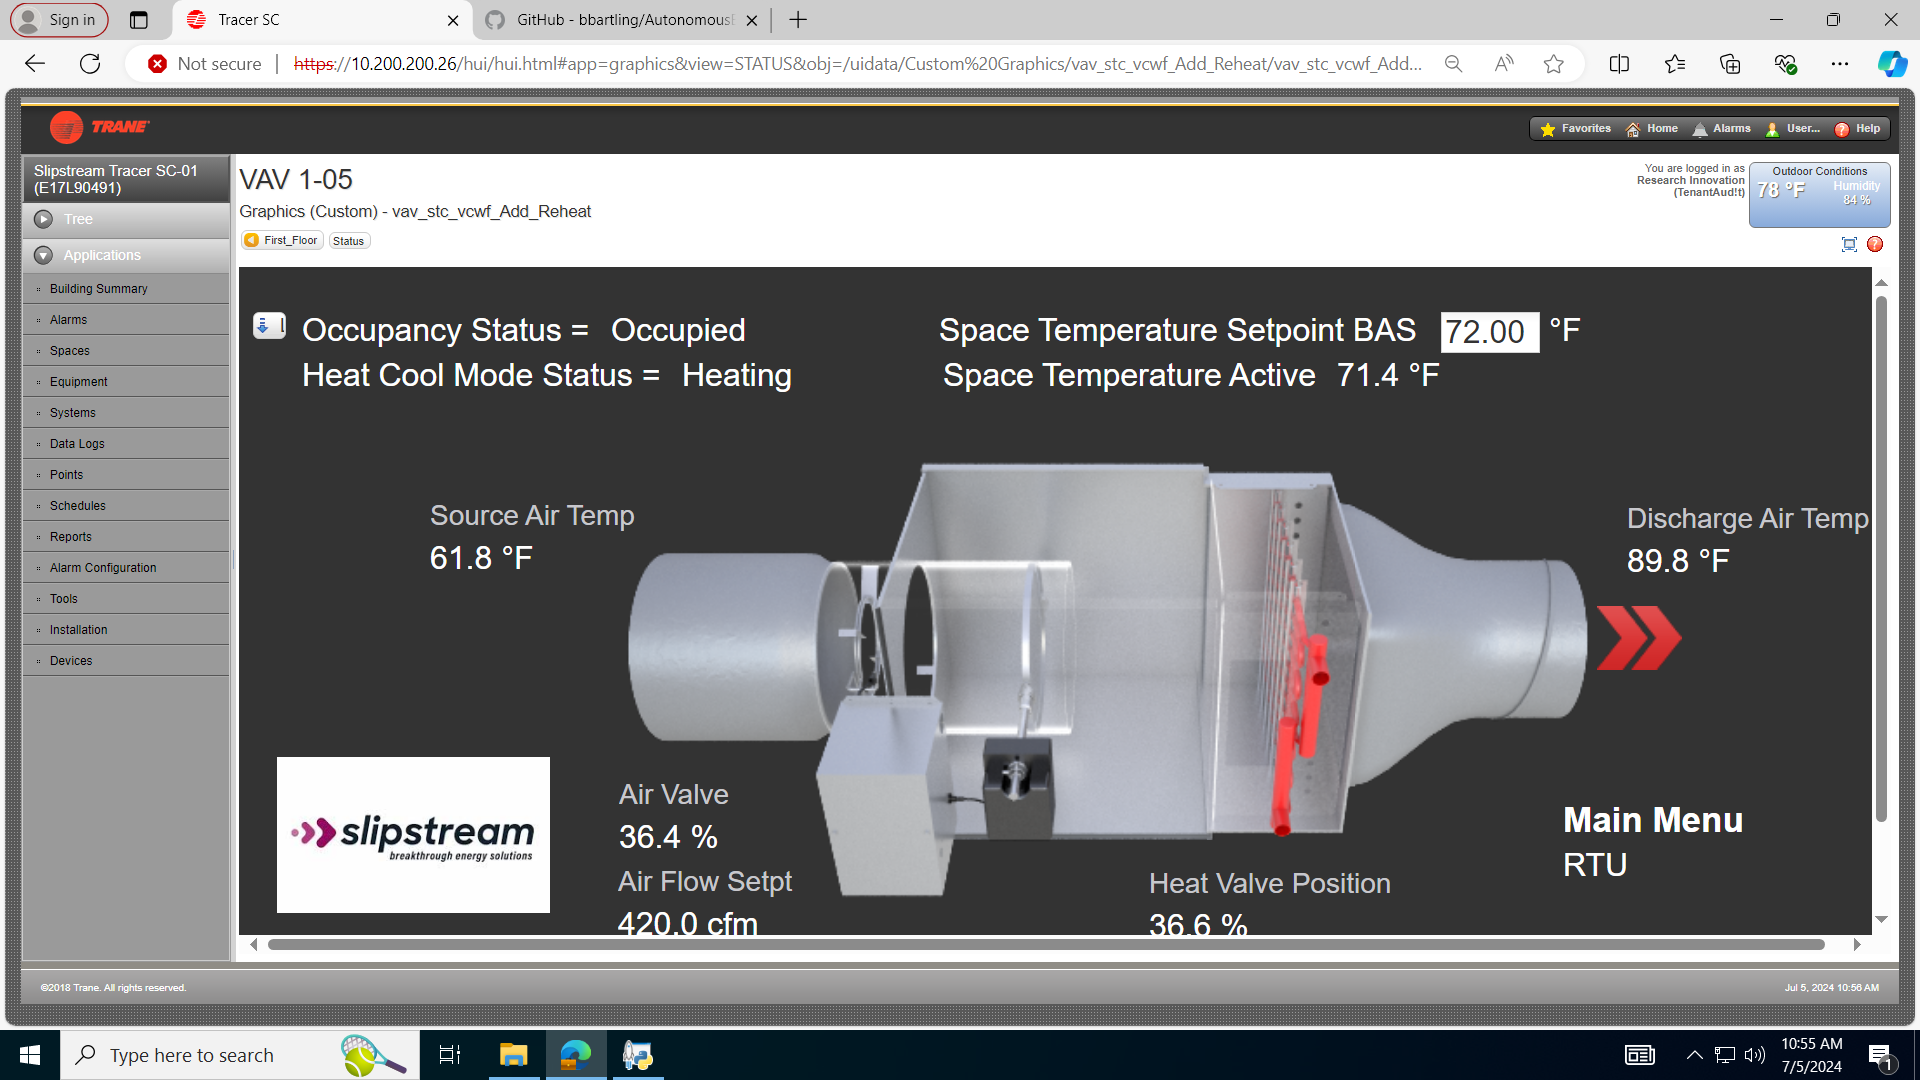 Sign in
Tracer SC
GitHub - bbartling/Autonomous
Not secure
https://10.200.200.26/hui/hui.html#app=graphics&view=STATUS&obj=/uidata/Custom%20Graphics/vav_stc_vcwf_Add_Reheat/vav_stc_vcwf_Add...
TRANE
Favorites
Home
Alarms
User...
Help
Slipstream Tracer SC-01
(E17L90491)
Tree
Applications
Building Summary
Alarms
Spaces
Equipment
Systems
Data Logs
Points
Schedules
Reports
Alarm Configuration
Tools
Installation
Devices
VAV 1-05
Graphics (Custom) - vav_stc_vcwf_Add_Reheat
First_Floor
Status
You are logged in as
Research Innovation
(TenantAud!t)
Outdoor Conditions
78 °F
Humidity
84 %
Occupancy Status = Occupied
Heat Cool Mode Status = Heating
Space Temperature Setpoint BAS 72.00 °F
Space Temperature Active 71.4 °F
Source Air Temp
61.8 °F
Discharge Air Temp
89.8 °F
slipstream
breakthrough energy solutions
Air Valve
36.4 %
Air Flow Setpt
420.0 cfm
Heat Valve Position
36.6 %
Main Menu
RTU
©2018 Trane. All rights reserved.
Jul 5, 2024 10:56 AM
Type here to search
10:55 AM
7/5/2024
1